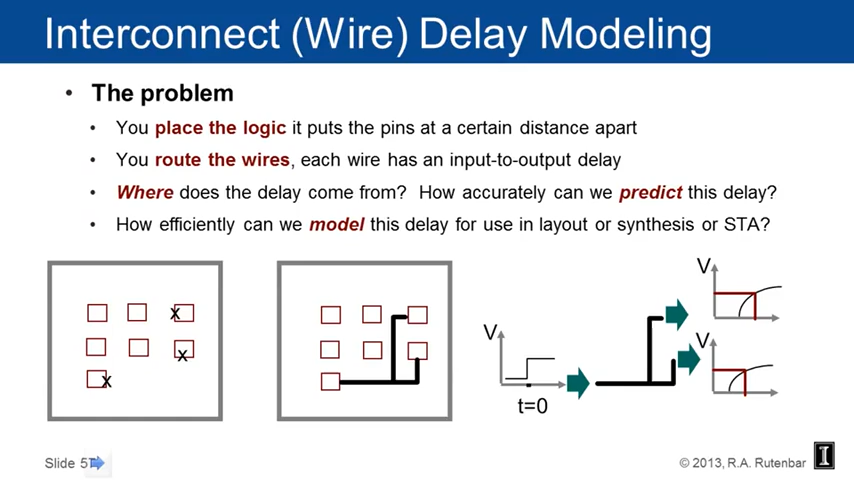 Interconnect (Wire) Delay Modeling
• The problem
• You place the logic it puts the pins at a certain distance apart
• You route the wires, each wire has an input-to-output delay
• Where does the delay come from? How accurately can we predict this delay?
• How efficiently can we model this delay for use in layout or synthesis or STA?
x
x
x
V
t=0
V
V
Slide 57
© 2013, R.A. Rutenbar
I